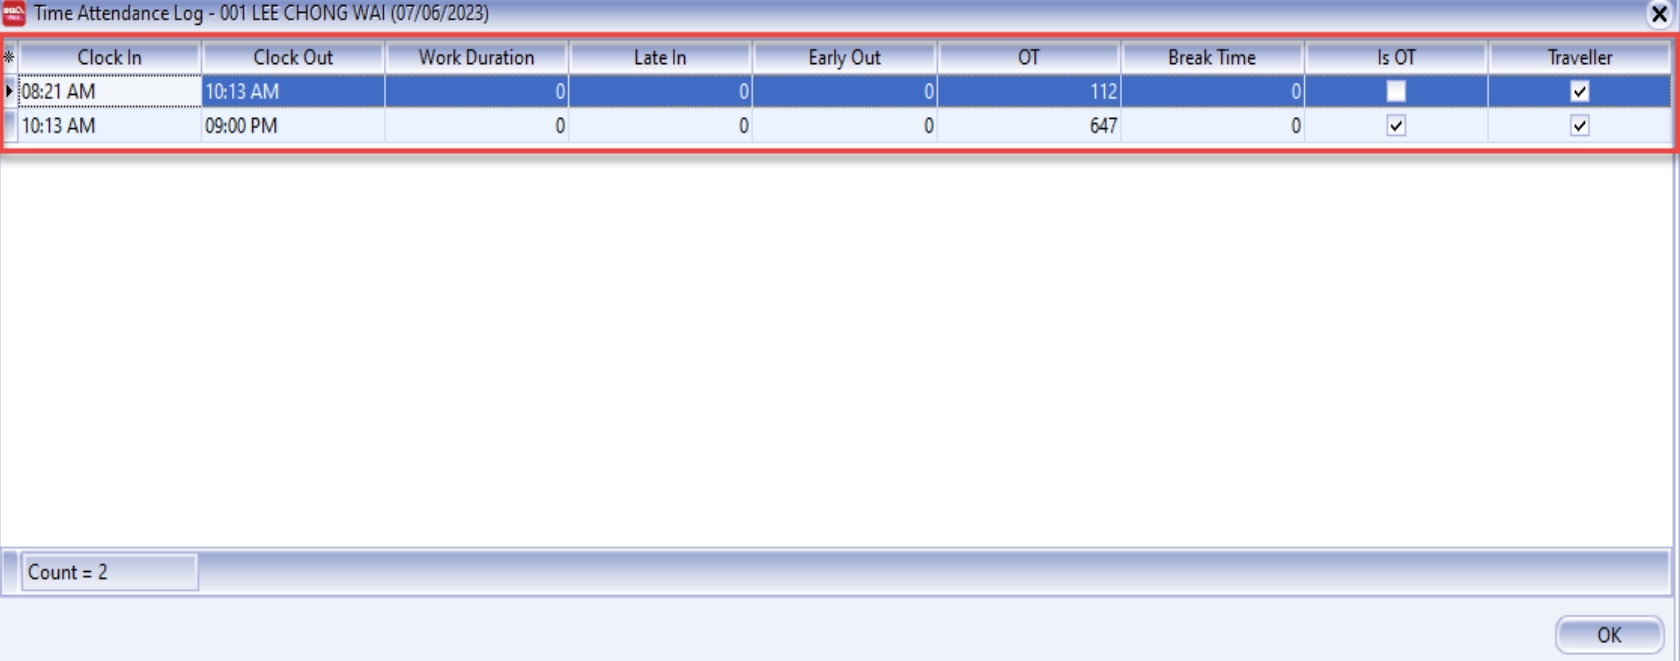 Time Attendance Log - 001 LEE CHONG WAI (07/06/2023)
Clock In Clock Out Work Duration Late In Early Out OT Break Time Is OT Traveller
08:21 AM 10:13 AM 0 0 0 112 0
10:13 AM 09:00 PM 0 0 0 647 0
Count = 2
OK